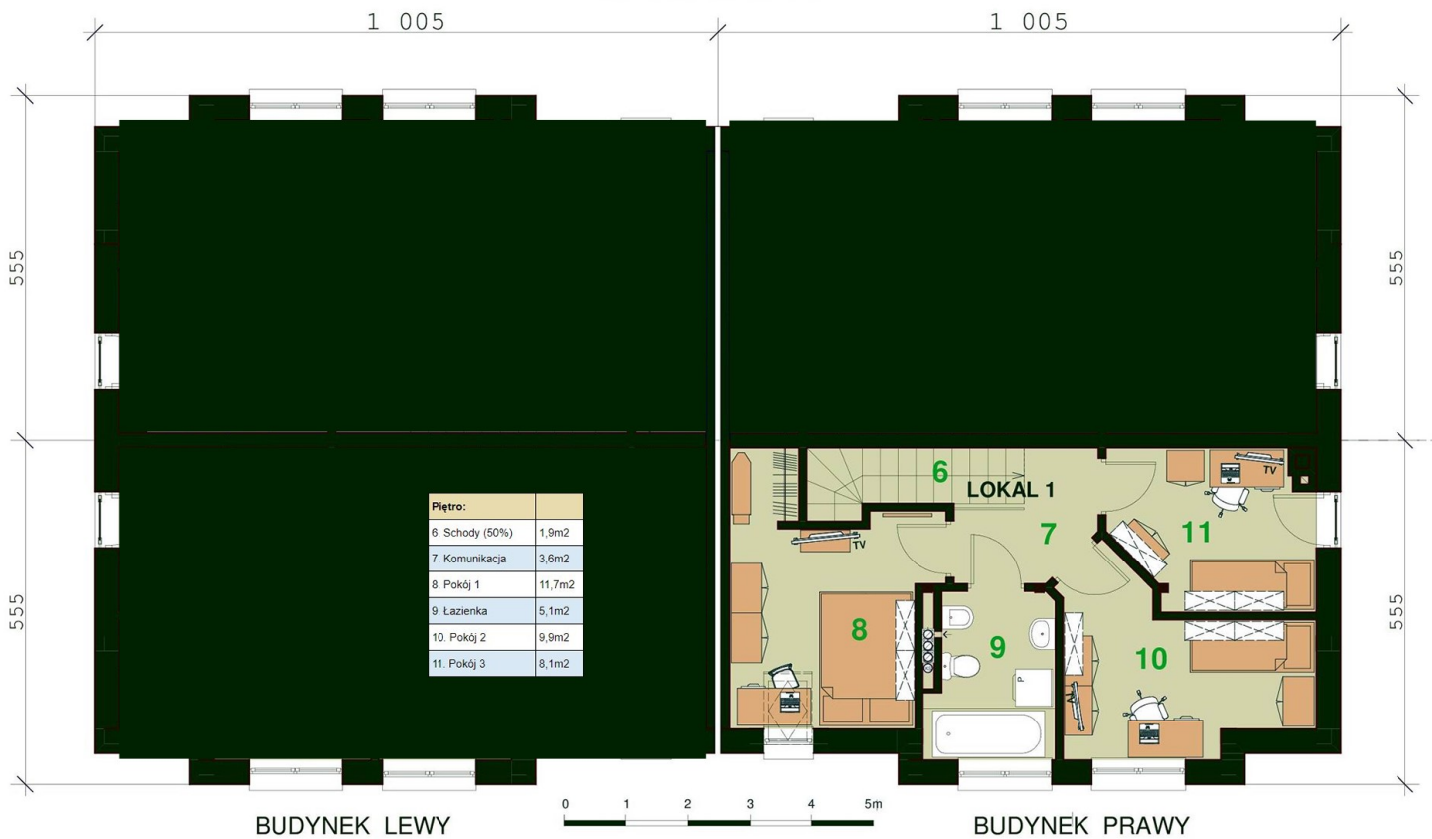 1 005
1 005
555
555
555
555
6
LOKAL 1
7
TV
11
TV
8
9
10
P
Piętro:
6 Schody (50%) 1,9m2
7 Komunikacja 3,6m2
8 Pokój 1 11,7m2
9 Łazienka 5,1m2
10. Pokój 2 9,9m2
11. Pokój 3 8,1m2
0 1 2 3 4 5m
BUDYNEK LEWY
BUDYNEK PRAWY